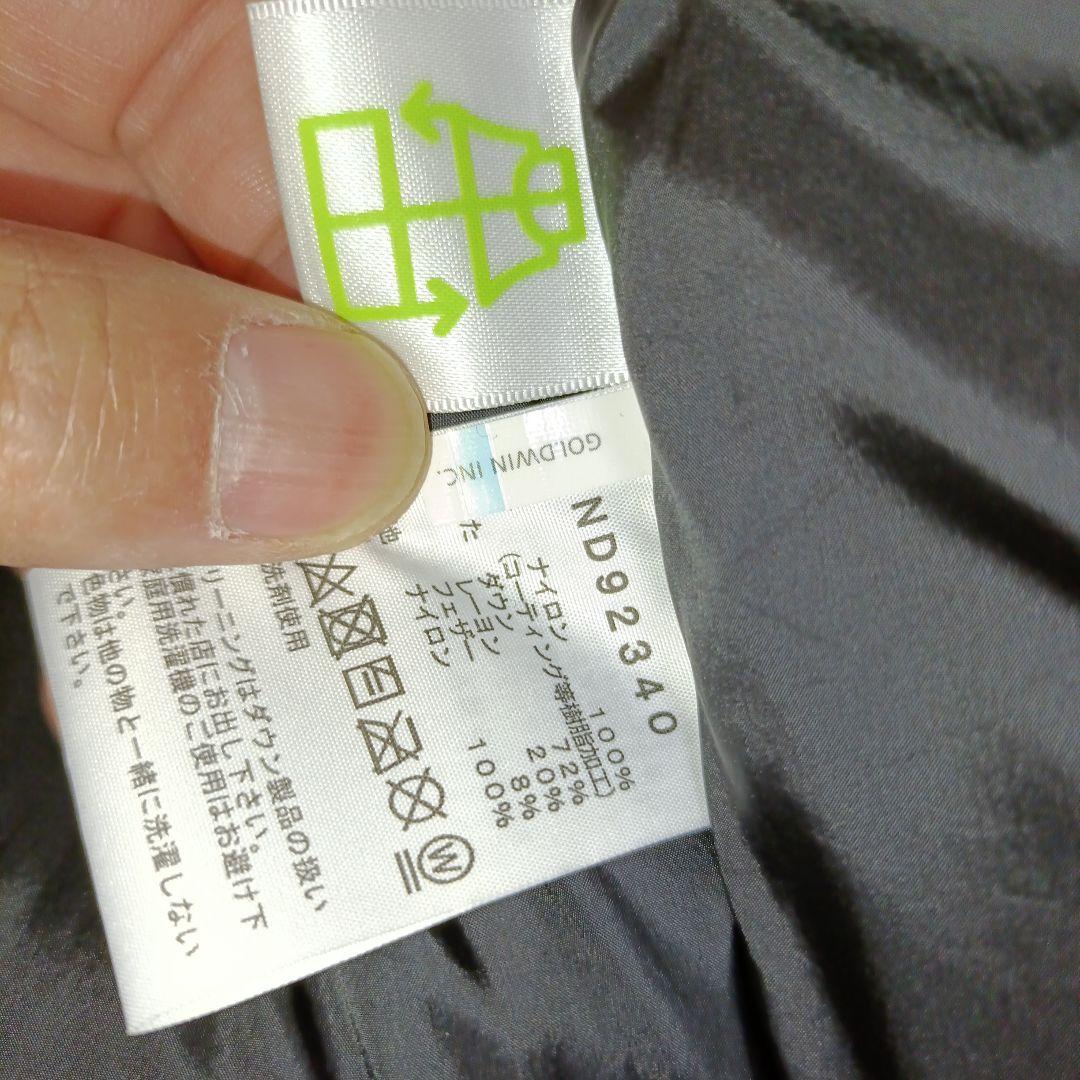 GOLDWIN INC.
ND92340
ナイロン 100%
(コーティング等樹脂加工)
ダウン 72%
た レーヨン 20%
フェザー 8%
ナイロン 100%
W
洗剤使用
リーニングはダウン製品の扱い
慣れた店にお出し下さい。
庭用洗濯機のご使用はお避け下
さい。
色物は他の物と一緒に洗濯しない
で下さい。